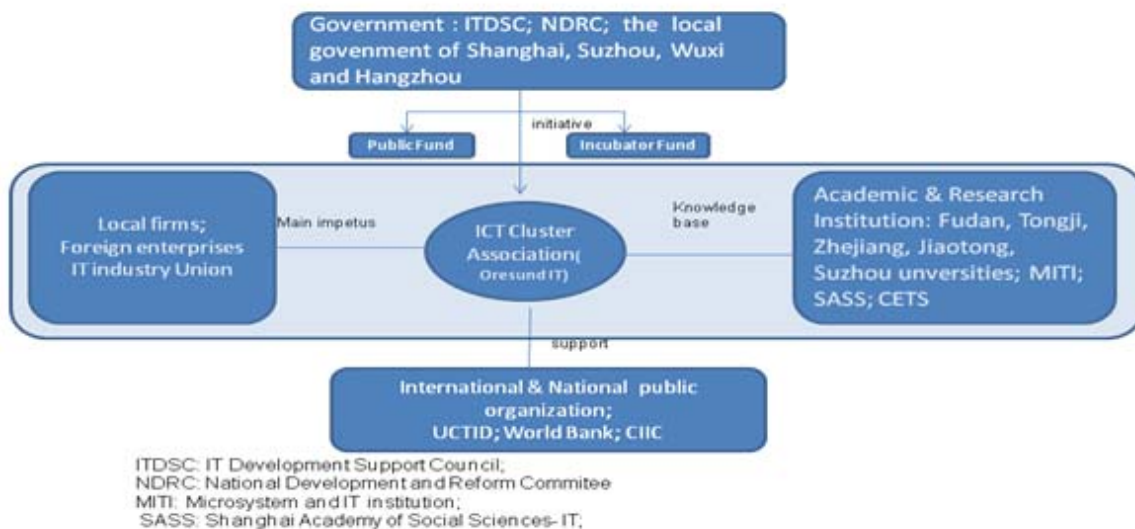 Government : ITDSC; NDRC; the local
govenment of Shanghai, Suzhou, Wuxi
and Hangzhou
initiative
Public Fund
Incubator Fund
Local firms;
Foreign enterprises
IT industry Union
Main impetus
ICT Cluster
Association(
Oresund IT)
Knowledge
base
Academic & Research
Institution: Fudan, Tongji,
Zhejiang, Jiaotong,
Suzhou unversities; MITI;
SASS; CETS
support
International & National public
organization;
UCTID; World Bank; CIIC
ITDSC: IT Development Support Council;
NDRC: National Development and Reform Commitee
MITI: Microsystem and IT institution;
SASS: Shanghai Academy of Social Sciences- IT;